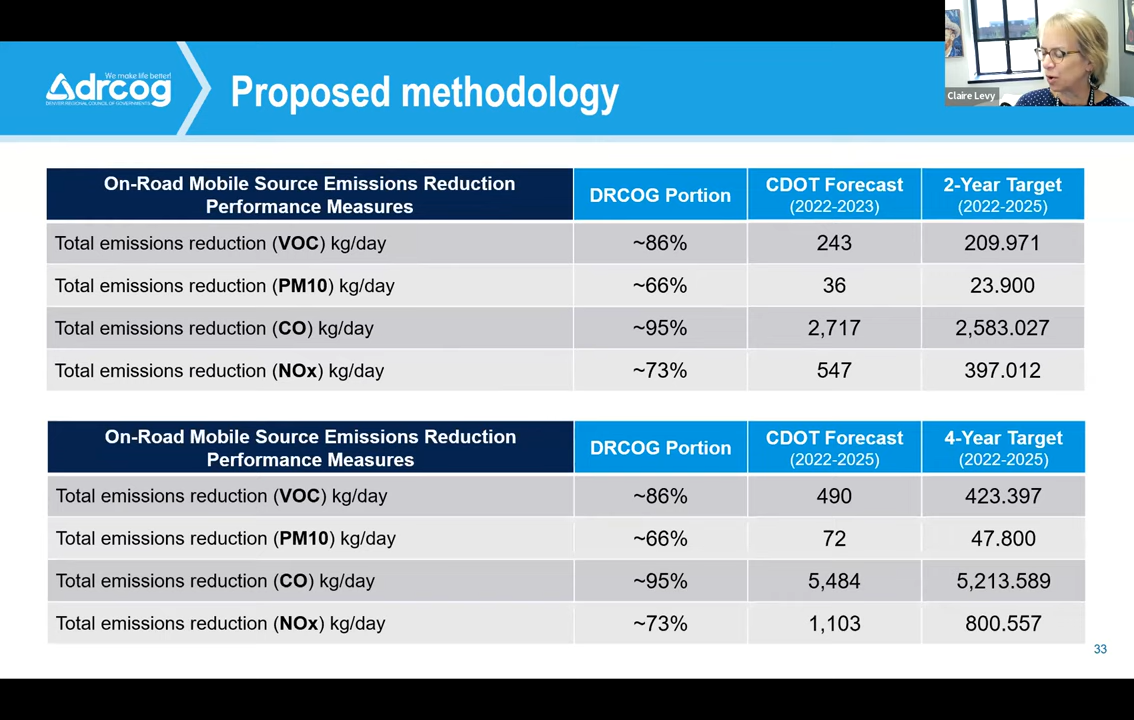 We make life better!
drcog
DENVER REGIONAL COUNCIL OF GOVERNMENTS
Proposed methodology
Claire Levy
On-Road Mobile Source Emissions Reduction Performance Measures DRCOG Portion CDOT Forecast (2022-2023) 2-Year Target (2022-2025)
Total emissions reduction (VOC) kg/day ~86% 243 209.971
Total emissions reduction (PM10) kg/day ~66% 36 23.900
Total emissions reduction (CO) kg/day ~95% 2,717 2,583.027
Total emissions reduction (NOx) kg/day ~73% 547 397.012
On-Road Mobile Source Emissions Reduction Performance Measures DRCOG Portion CDOT Forecast (2022-2025) 4-Year Target (2022-2025)
Total emissions reduction (VOC) kg/day ~86% 490 423.397
Total emissions reduction (PM10) kg/day ~66% 72 47.800
Total emissions reduction (CO) kg/day ~95% 5,484 5,213.589
Total emissions reduction (NOx) kg/day ~73% 1,103 800.557
33